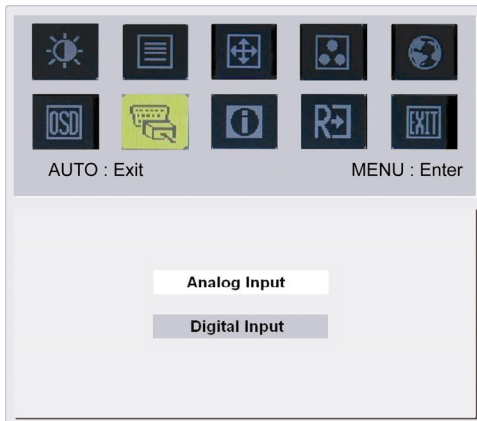 OSD
R
EXIT
AUTO : Exit MENU : Enter
Analog Input
Digital Input